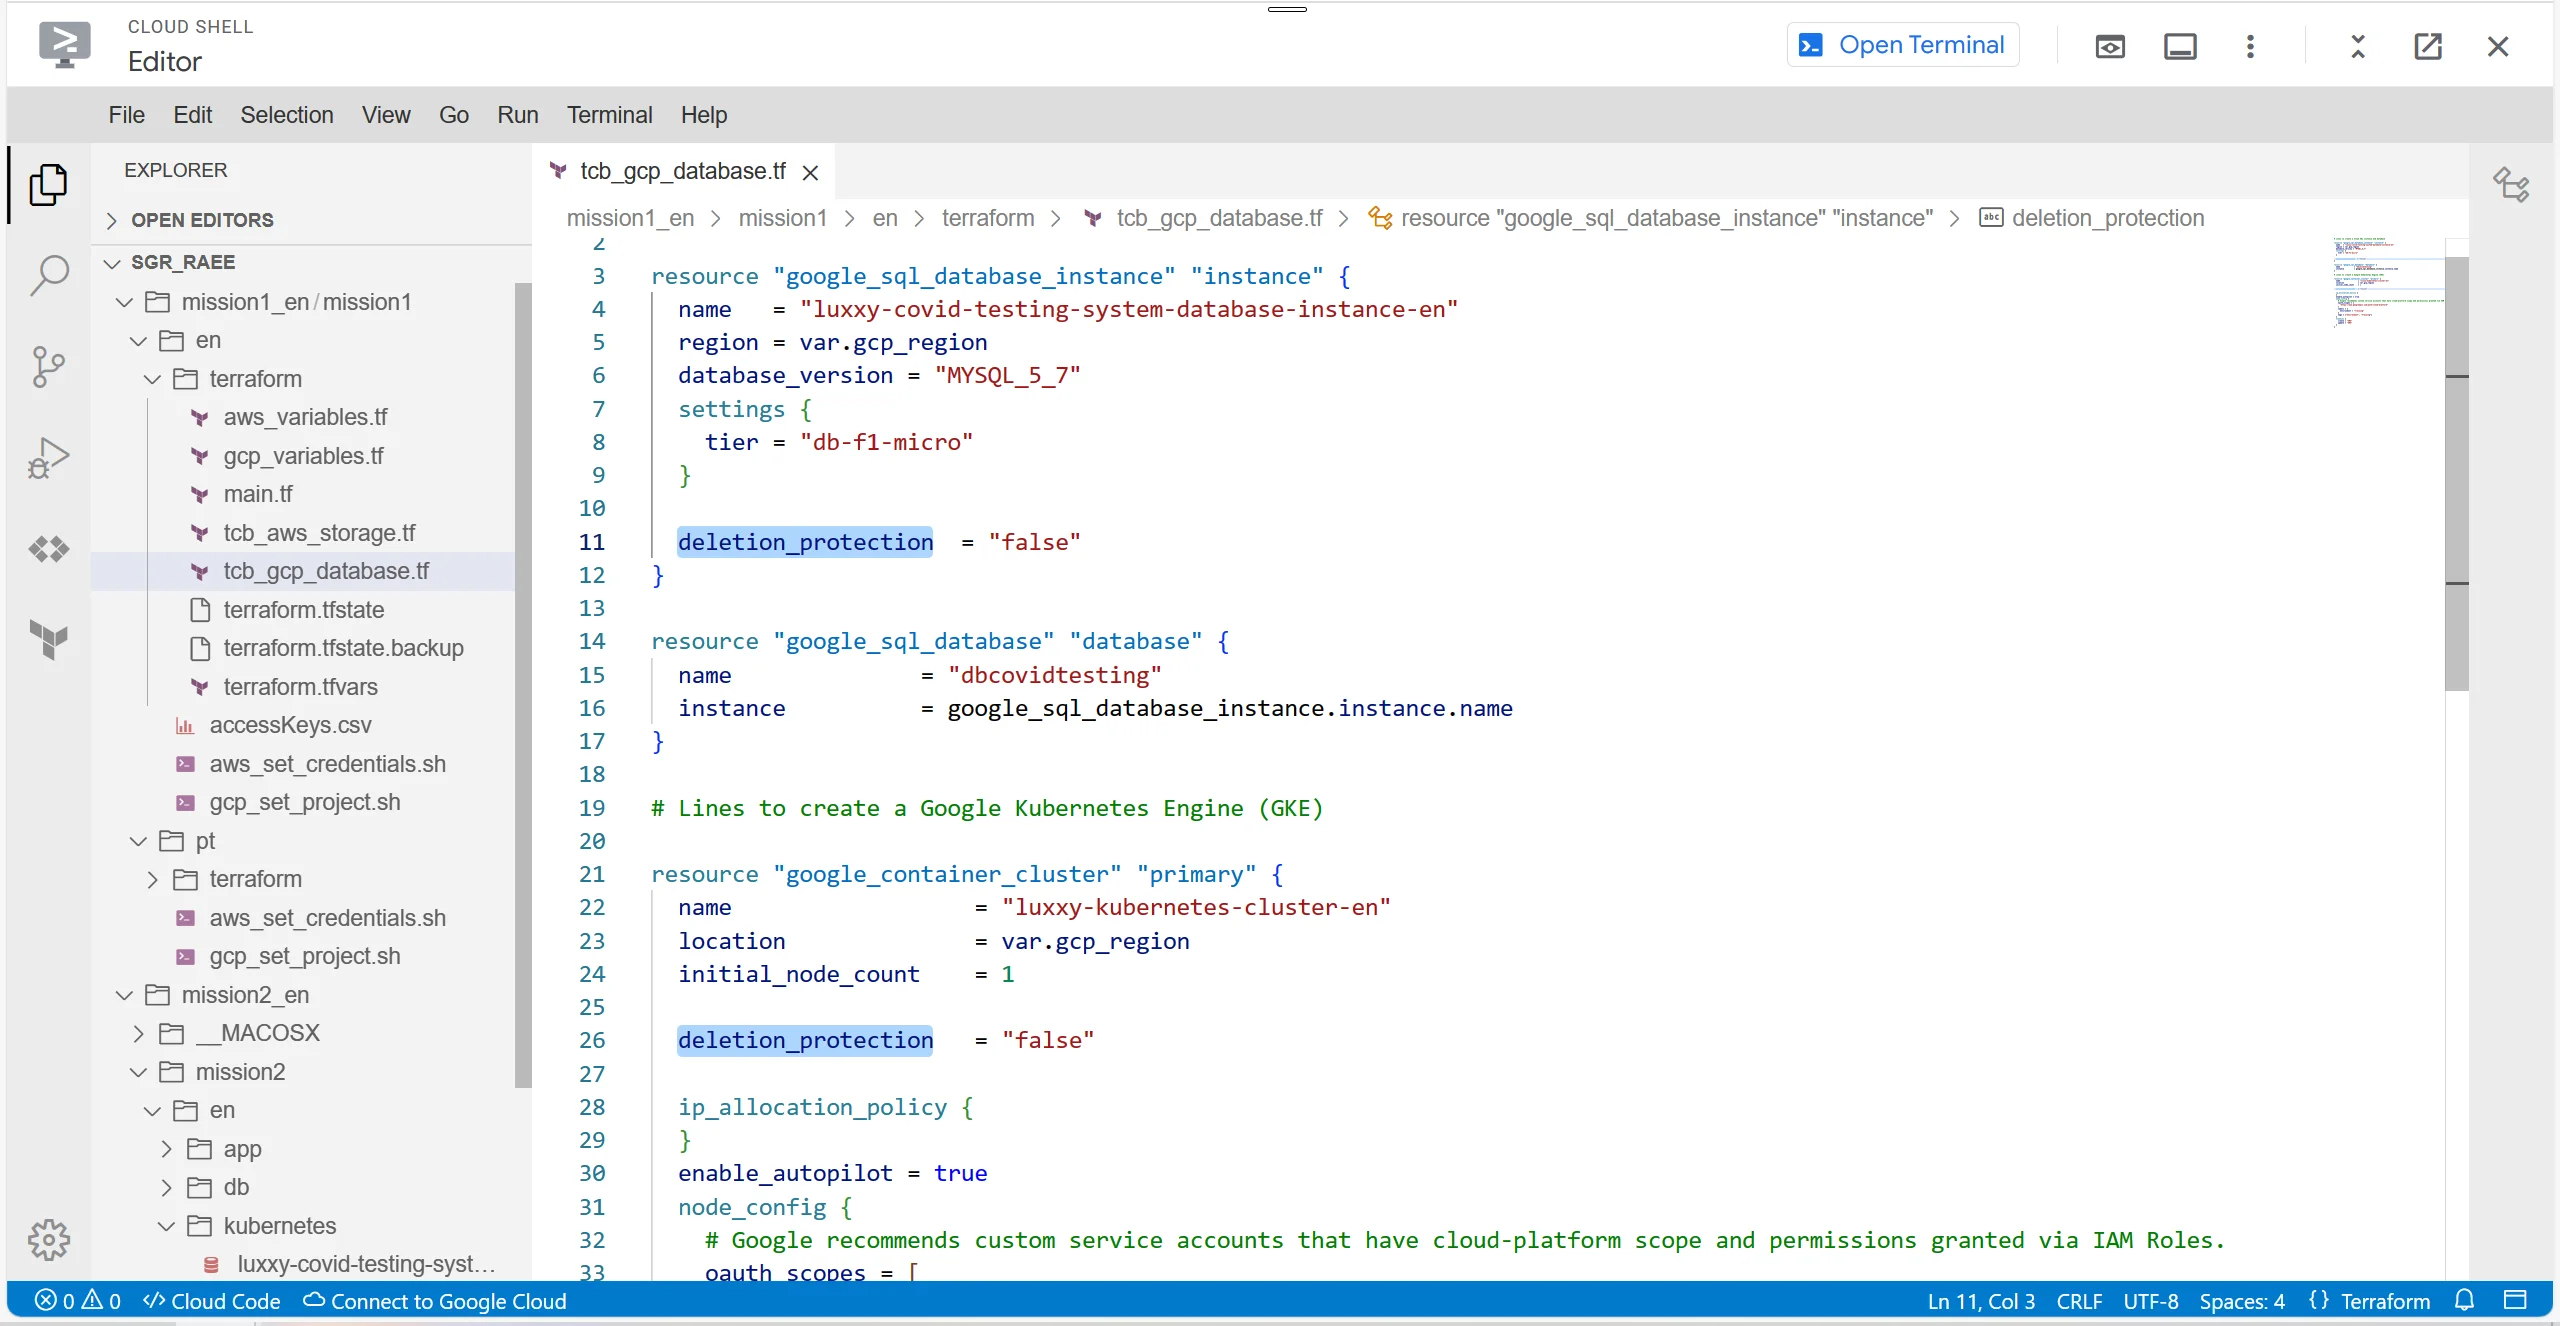 CLOUD SHELL
Editor
Open Terminal
File Edit Selection View Go Run Terminal Help
EXPLORER
OPEN EDITORS
SGR_RAEE
mission1_en / mission1
en
terraform
aws_variables.tf
gcp_variables.tf
main.tf
tcb_aws_storage.tf
tcb_gcp_database.tf
terraform.tfstate
terraform.tfstate.backup
terraform.tfvars
accessKeys.csv
aws_set_credentials.sh
gcp_set_project.sh
pt
terraform
aws_set_credentials.sh
gcp_set_project.sh
mission2_en
__MACOSX
mission2
en
app
db
kubernetes
luxxy-covid-testing-syst...
tcb_gcp_database.tf
mission1_en > mission1 > en > terraform > tcb_gcp_database.tf > resource "google_sql_database_instance" "instance" > abc deletion_protection
2
3 resource "google_sql_database_instance" "instance" {
4 name = "luxxy-covid-testing-system-database-instance-en"
5 region = var.gcp_region
6 database_version = "MYSQL_5_7"
7 settings {
8 tier = "db-f1-micro"
9 }
10
11 deletion_protection = "false"
12 }
13
14 resource "google_sql_database" "database" {
15 name = "dbcovidtesting"
16 instance = google_sql_database_instance.instance.name
17 }
18
19 # Lines to create a Google Kubernetes Engine (GKE)
20
21 resource "google_container_cluster" "primary" {
22 name = "luxxy-kubernetes-cluster-en"
23 location = var.gcp_region
24 initial_node_count = 1
25
26 deletion_protection = "false"
27
28 ip_allocation_policy {
29 }
30 enable_autopilot = true
31 node_config {
32 # Google recommends custom service accounts that have cloud-platform scope and permissions granted via IAM Roles.
33 oauth_scopes = [
0 0 </> Cloud Code Connect to Google Cloud Ln 11, Col 3 CRLF UTF-8 Spaces: 4 {} Terraform